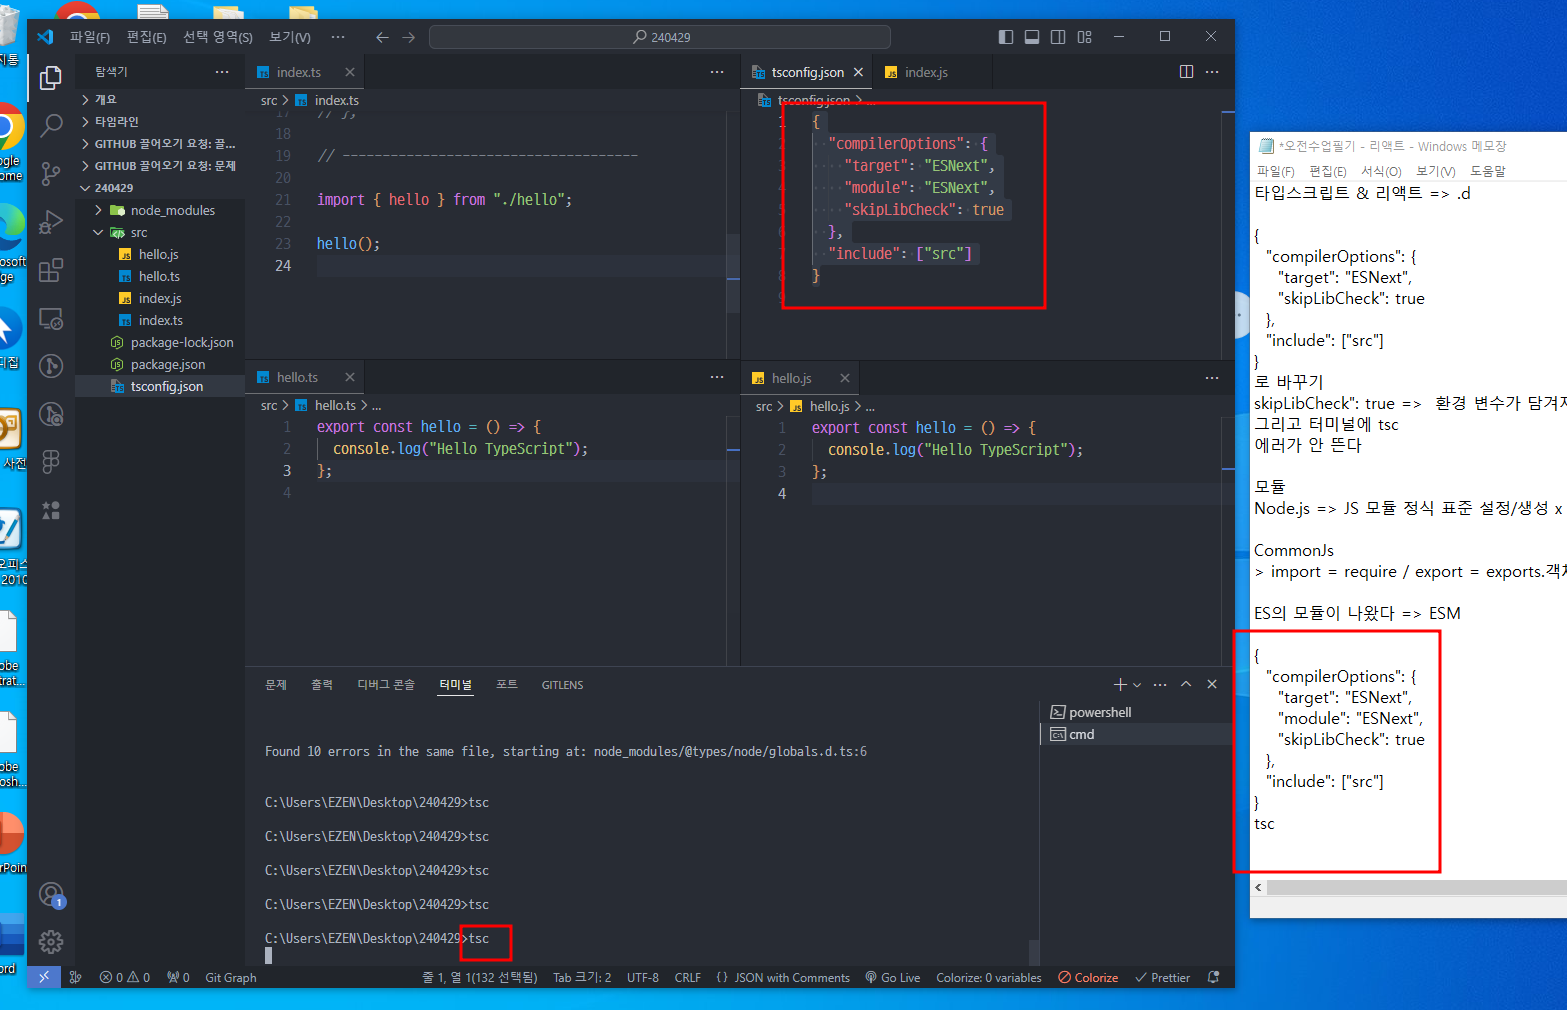 파일(F) 편집(E) 선택 영역(S) 보기(V) ··· 240429
탐색기
개요
타임라인
GITHUB 끌어오기 요청: 끌...
GITHUB 끌어오기 요청: 문제
240429
node_modules
src
hello.js
hello.ts
index.js
index.ts
package-lock.json
package.json
tsconfig.json
index.ts
src > index.ts
17 // };
18
19 // -------------------------------------
20
21 import { hello } from "./hello";
22
23 hello();
24
tsconfig.json index.js
tsconfig.json > ...
1 {
2 "compilerOptions": {
3 "target": "ESNext",
4 "module": "ESNext",
5 "skipLibCheck": true
6 },
7 "include": ["src"]
8 }
9
hello.ts
src > hello.ts > ...
1 export const hello = () => {
2 console.log("Hello TypeScript");
3 };
4
hello.js
src > hello.js > ...
1 export const hello = () => {
2 console.log("Hello TypeScript");
3 };
4
문제 출력 디버그 콘솔 터미널 포트 GITLENS
powershell
cmd
Found 10 errors in the same file, starting at: node_modules/@types/node/globals.d.ts:6
C:\Users\EZEN\Desktop\240429>tsc
C:\Users\EZEN\Desktop\240429>tsc
C:\Users\EZEN\Desktop\240429>tsc
C:\Users\EZEN\Desktop\240429>tsc
C:\Users\EZEN\Desktop\240429>tsc
1
0 0 0 Git Graph 줄 1, 열 1(132 선택됨) Tab 크기: 2 UTF-8 CRLF { } JSON with Comments Go Live Colorize: 0 variables Colorize Prettier
*오전수업필기 - 리액트 - Windows 메모장
파일(F) 편집(E) 서식(O) 보기(V) 도움말
타입스크립트 & 리액트 => .d
{
"compilerOptions": {
"target": "ESNext",
"skipLibCheck": true
},
"include": ["src"]
}
로 바꾸기
skipLibCheck": true => 환경 변수가
그리고 터미널에 tsc
에러가 안 뜬다
모듈
Node.js => JS 모듈 정식 표준 설정/생성 x
CommonJs
> import = require / export = exports.객체
ES의 모듈이 나왔다 => ESM
{
"compilerOptions": {
"target": "ESNext",
"module": "ESNext",
"skipLibCheck": true
},
"include": ["src"]
}
tsc